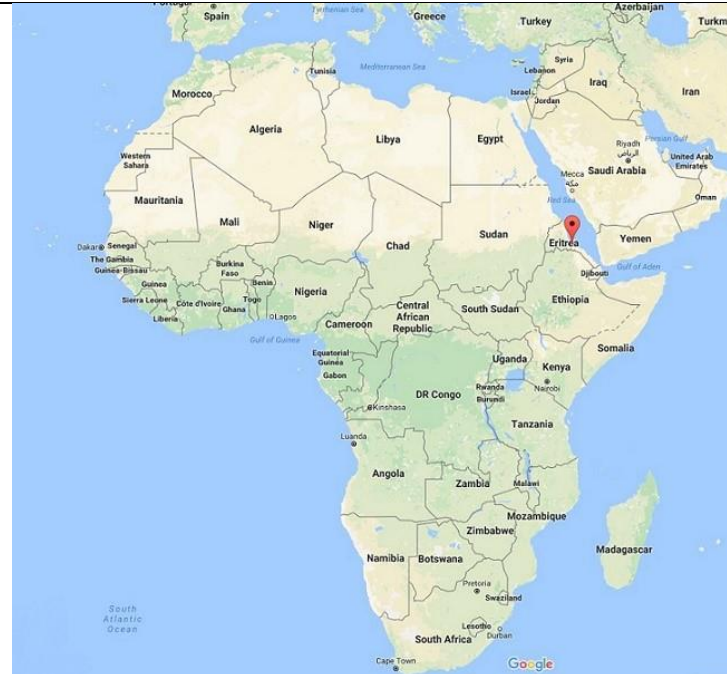 Spain
Tyrrhenian Sea
Greece
Turkey
Azerbaijan
Mediterranean Sea
Tunisia
Syria
Lebanon
Israel
Jordan
Iraq
Iran
Morocco
Algeria
Libya
Egypt
Persian Gulf
Riyadh
الرياض
Saudi Arabia
United Arab
Emirates
Oman
Mecca
مكة
Red Sea
Western
Sahara
Mauritania
Mali
Niger
Chad
Sudan
Eritrea
Yemen
Gulf of Aden
Djibouti
Dakar
Senegal
The Gambia
Guinea-Bissau
Guinea
Sierra Leone
Liberia
Côte d'Ivoire
Burkina
Faso
Ghana
Togo
Benin
Nigeria
Lagos
Cameroon
Central
African
Republic
South Sudan
Ethiopia
Somalia
Gulf of Guinea
Equatorial
Guinea
Gabon
DR Congo
Uganda
Kenya
Nairobi
Rwanda
Burundi
Kinshasa
Tanzania
Luanda
Angola
Zambia
Malawi
Mozambique
Zimbabwe
Madagascar
Namibia
Botswana
Pretoria
Swaziland
Lesotho
Durban
South Africa
Cape Town
South
Atlantic
Ocean
Google